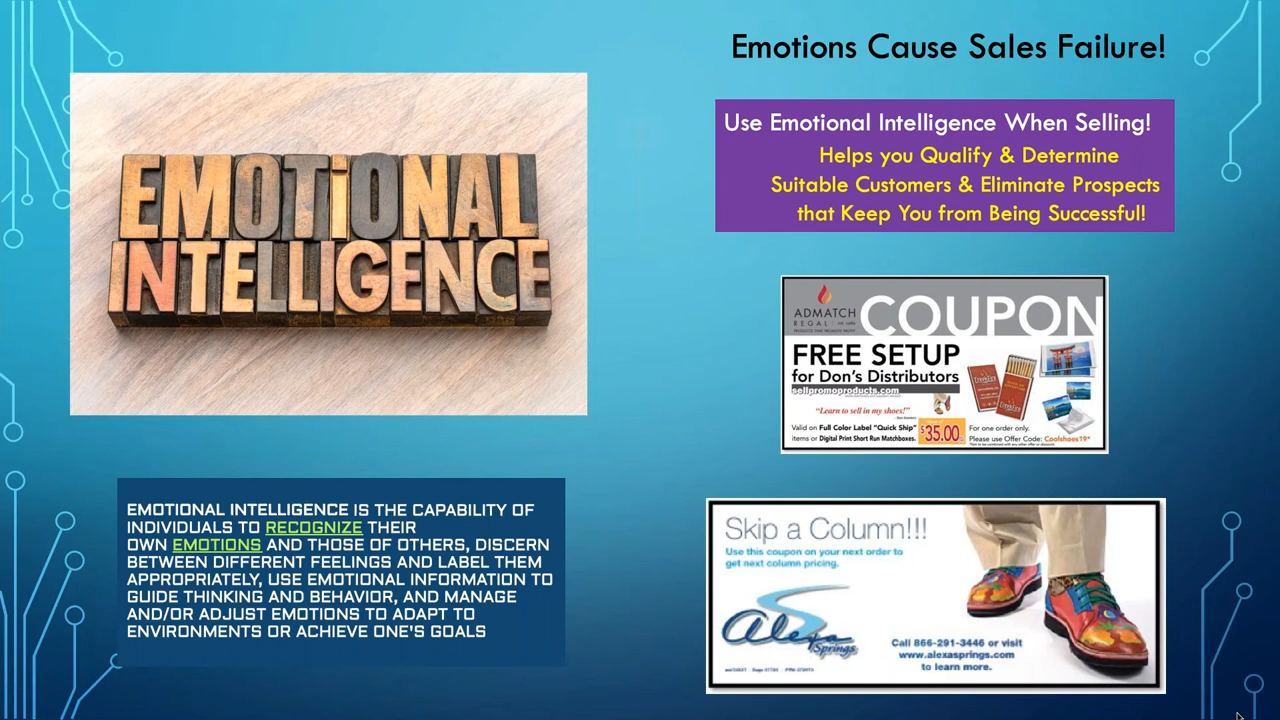 Emotions Cause Sales Failure!
EMOTIONAL
INTELLIGENCE
Use Emotional Intelligence When Selling!
Helps you Qualify & Determine
Suitable Customers & Eliminate Prospects
that Keep You from Being Successful!
ADMATCH
REGAL
PRODUCTS THAT PROMOTE PROFIT
COUPON
FREE SETUP
for Don's Distributors
sellpromoproducts.com
"Learn to sell in my shoes!"
Valid on Full Color Label "Quick Ship"
items or Digital Print Short Run Matchboxes.
$35.00
For one order only.
Please use Offer Code: Coolshoes19*
EMOTIONAL INTELLIGENCE IS THE CAPABILITY OF
INDIVIDUALS TO RECOGNIZE THEIR
OWN EMOTIONS AND THOSE OF OTHERS, DISCERN
BETWEEN DIFFERENT FEELINGS AND LABEL THEM
APPROPRIATELY, USE EMOTIONAL INFORMATION TO
GUIDE THINKING AND BEHAVIOR, AND MANAGE
AND/OR ADJUST EMOTIONS TO ADAPT TO
ENVIRONMENTS OR ACHIEVE ONE'S GOALS
Skip a Column!!!
Use this coupon on your next order to
get next column pricing.
Alexa
Springs
Call 866-291-3446 or visit
www.alexasprings.com
to learn more.